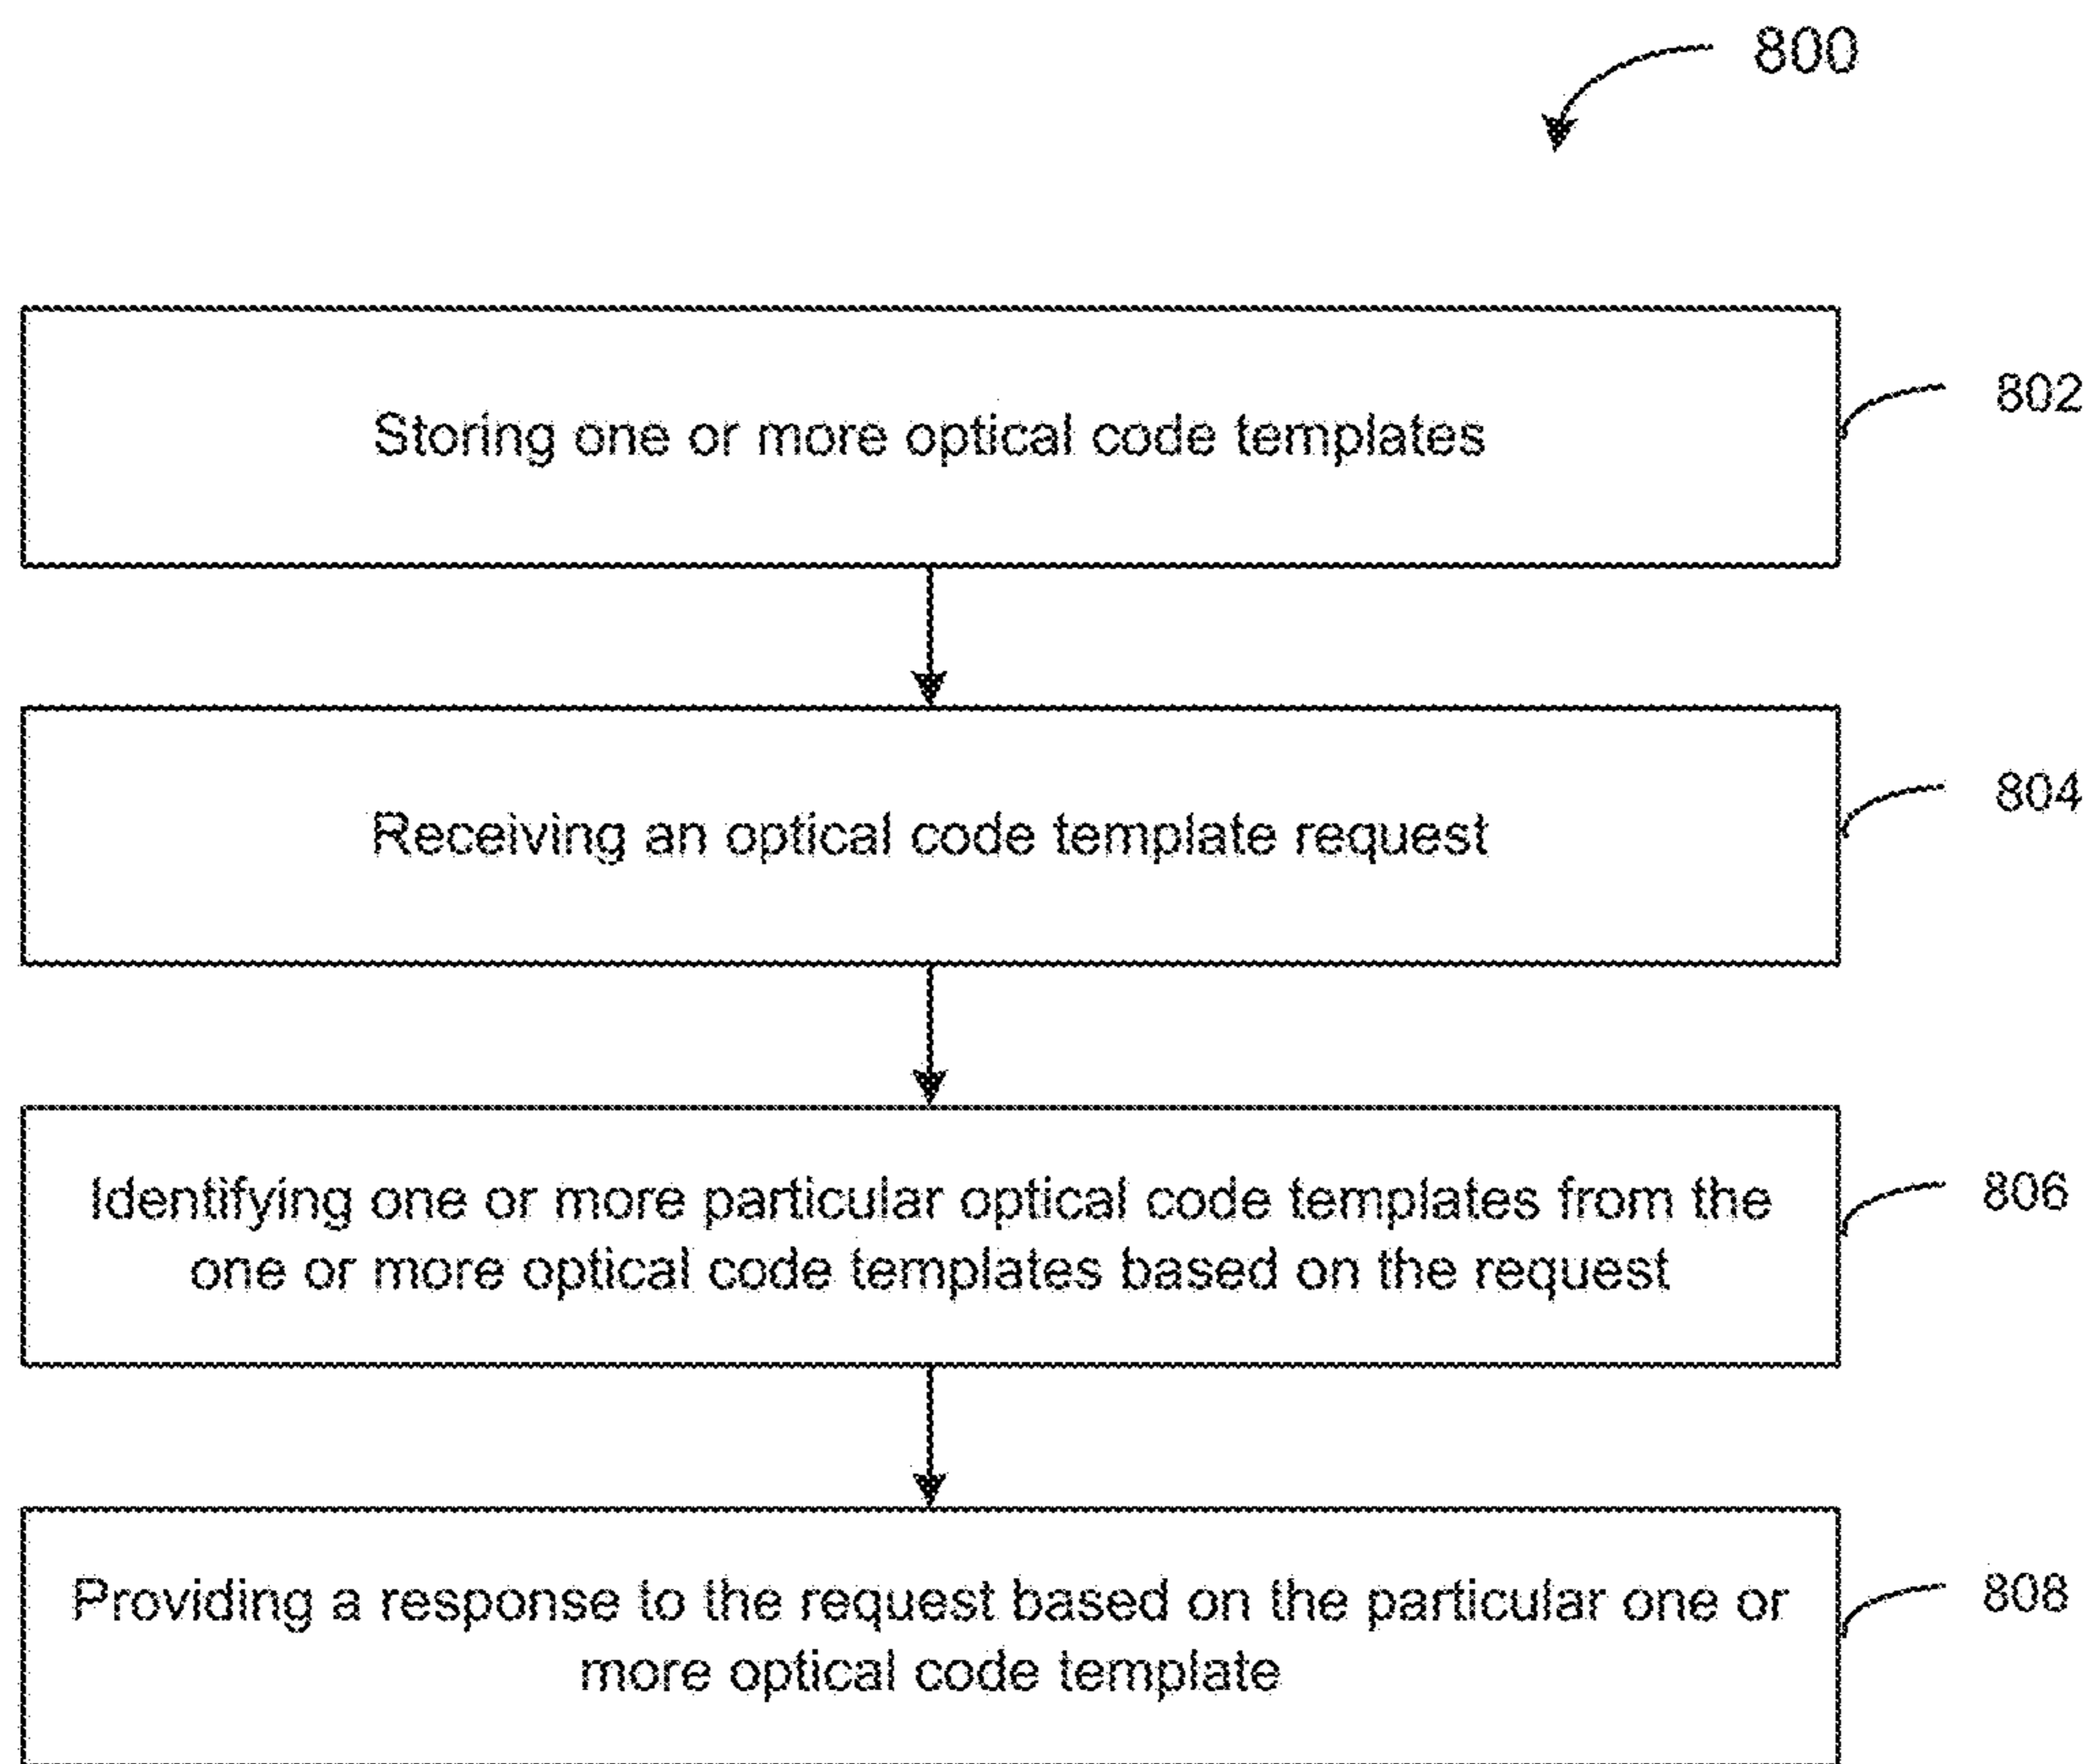 800
Storing one or more optical code templates
802
Receiving an optical code template request
804
Identifying one or more particular optical code templates from the
one or more optical code templates based on the request
806
Providing a response to the request based on the particular one or
more optical code template
808